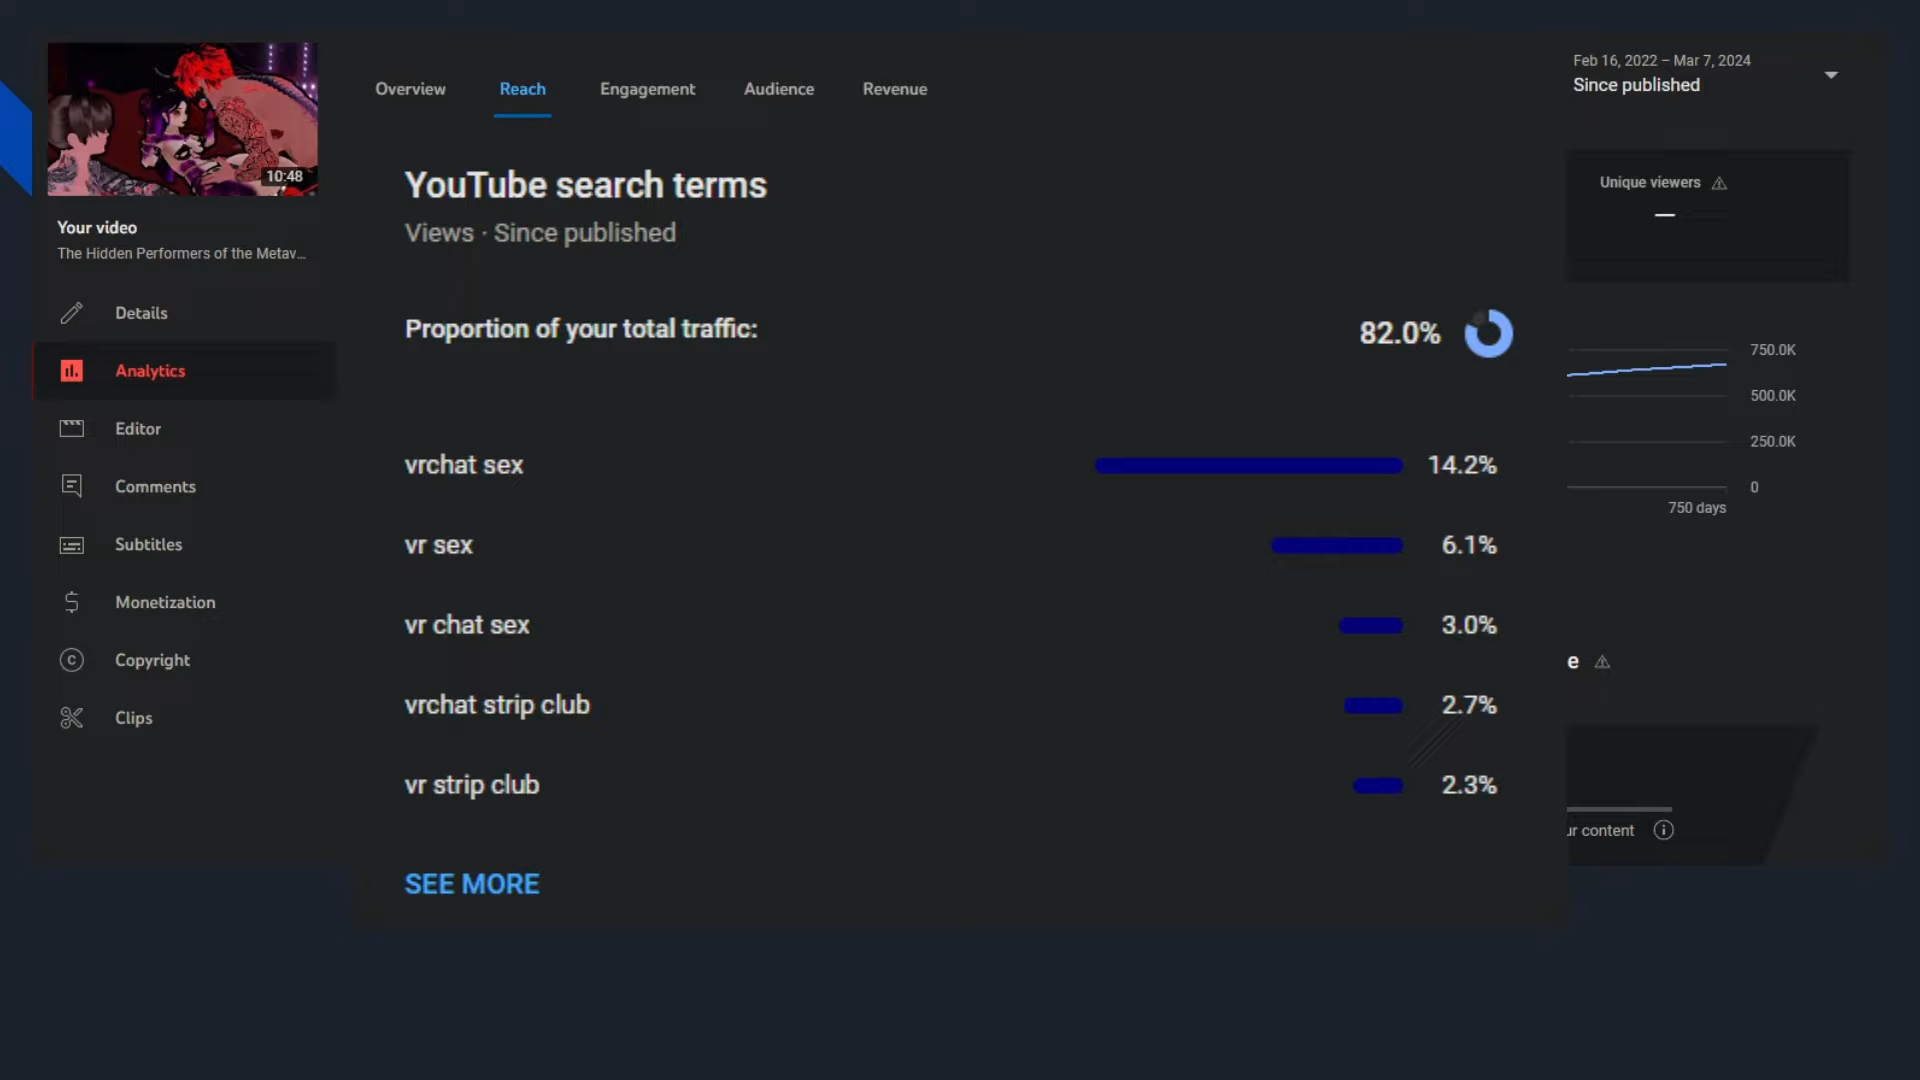 10:48
Your video
The Hidden Performers of the Metav...
Details
Analytics
Editor
Comments
Subtitles
Monetization
Copyright
Clips
Overview Reach Engagement Audience Revenue
YouTube search terms
Views · Since published
Proportion of your total traffic: 82.0%
vrchat sex 14.2%
vr sex 6.1%
vr chat sex 3.0%
vrchat strip club 2.7%
vr strip club 2.3%
SEE MORE
Feb 16, 2022 – Mar 7, 2024
Since published
Unique viewers
—
750.0K
500.0K
250.0K
0
750 days
e
ur content